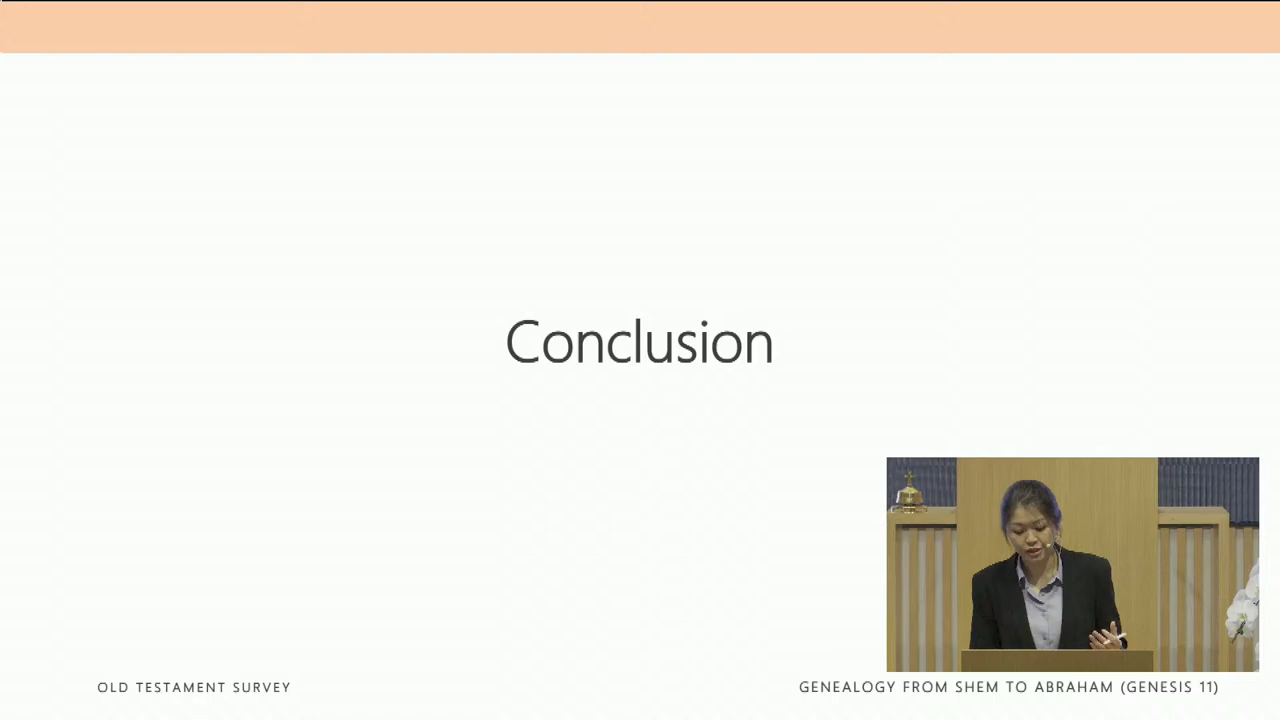 Conclusion
OLD TESTAMENT SURVEY
GENEALOGY FROM SHEM TO ABRAHAM (GENESIS 11)